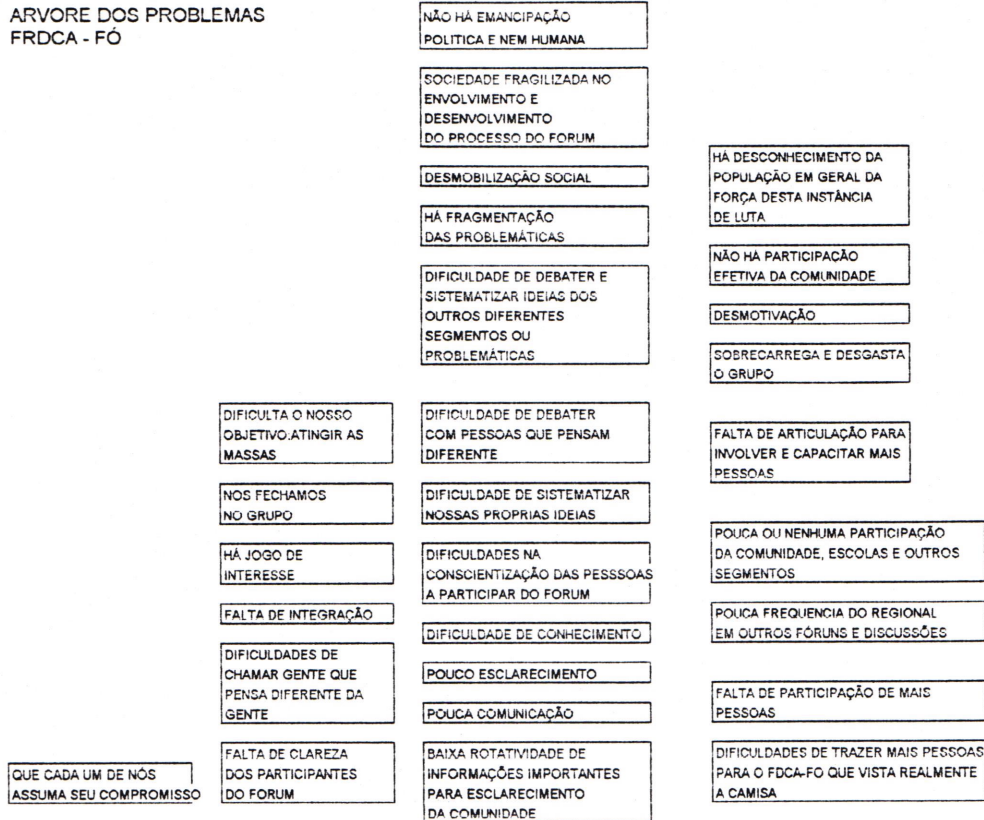 ARVORE DOS PROBLEMAS
FRDCA - FÓ
NÃO HÁ EMANCIPAÇÃO
POLITICA E NEM HUMANA
SOCIEDADE FRAGILIZADA NO
ENVOLVIMENTO E
DESENVOLVIMENTO
DO PROCESSO DO FORUM
DESMOBILIZAÇÃO SOCIAL
HÁ FRAGMENTAÇÃO
DAS PROBLEMÁTICAS
DIFICULDADE DE DEBATER E
SISTEMATIZAR IDEIAS DOS
OUTROS DIFERENTES
SEGMENTOS OU
PROBLEMÁTICAS
HÁ DESCONHECIMENTO DA
POPULAÇÃO EM GERAL DA
FORÇA DESTA INSTÂNCIA
DE LUTA
NÃO HÁ PARTICIPAÇÃO
EFETIVA DA COMUNIDADE
DESMOTIVAÇÃO
SOBRECARREGA E DESGASTA
O GRUPO
DIFICULTA O NOSSO
OBJETIVO:ATINGIR AS
MASSAS
NOS FECHAMOS
NO GRUPO
HÁ JOGO DE
INTERESSE
FALTA DE INTEGRAÇÃO
DIFICULDADES DE
CHAMAR GENTE QUE
PENSA DIFERENTE DA
GENTE
FALTA DE CLAREZA
DOS PARTICIPANTES
DO FORUM
DIFICULDADE DE DEBATER
COM PESSOAS QUE PENSAM
DIFERENTE
DIFICULDADE DE SISTEMATIZAR
NOSSAS PROPRIAS IDEIAS
DIFICULDADES NA
CONSCIENTIZAÇÃO DAS PESSSOAS
A PARTICIPAR DO FORUM
DIFICULDADE DE CONHECIMENTO
POUCO ESCLARECIMENTO
POUCA COMUNICAÇÃO
BAIXA ROTATIVIDADE DE
INFORMAÇÕES IMPORTANTES
PARA ESCLARECIMENTO
DA COMUNIDADE
FALTA DE ARTICULAÇÃO PARA
INVOLVER E CAPACITAR MAIS
PESSOAS
POUCA OU NENHUMA PARTICIPAÇÃO
DA COMUNIDADE, ESCOLAS E OUTROS
SEGMENTOS
POUCA FREQUENCIA DO REGIONAL
EM OUTROS FÓRUNS E DISCUSSÕES
FALTA DE PARTICIPAÇÃO DE MAIS
PESSOAS
DIFICULDADES DE TRAZER MAIS PESSOAS
PARA O FDCA-FO QUE VISTA REALMENTE
A CAMISA
QUE CADA UM DE NÓS
ASSUMA SEU COMPROMISSO